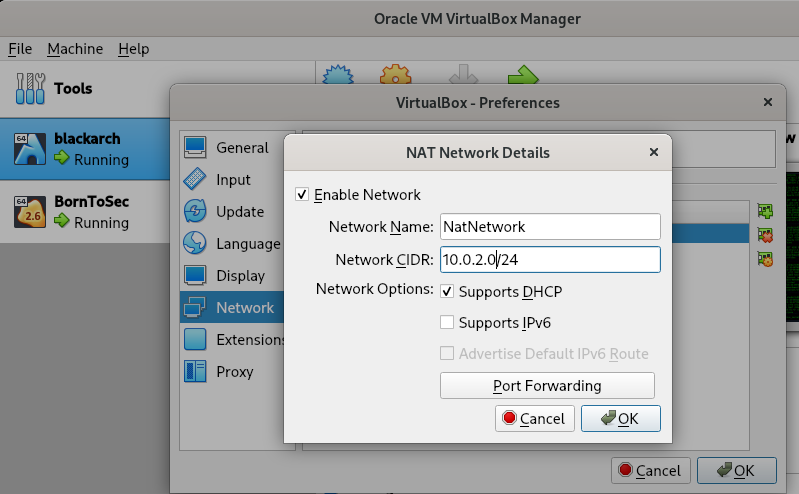 Oracle VM VirtualBox Manager
File Machine Help
Tools
VirtualBox - Preferences
64
blackarch
Running
64
2.6
BornToSec
Running
General
Input
Update
Language
Display
Network
Extensions
Proxy
NAT Network Details
Enable Network
Network Name: NatNetwork
Network CIDR: 10.0.2.0/24
Network Options: Supports DHCP
Supports IPv6
Advertise Default IPv6 Route
Port Forwarding
Cancel OK
Cancel OK